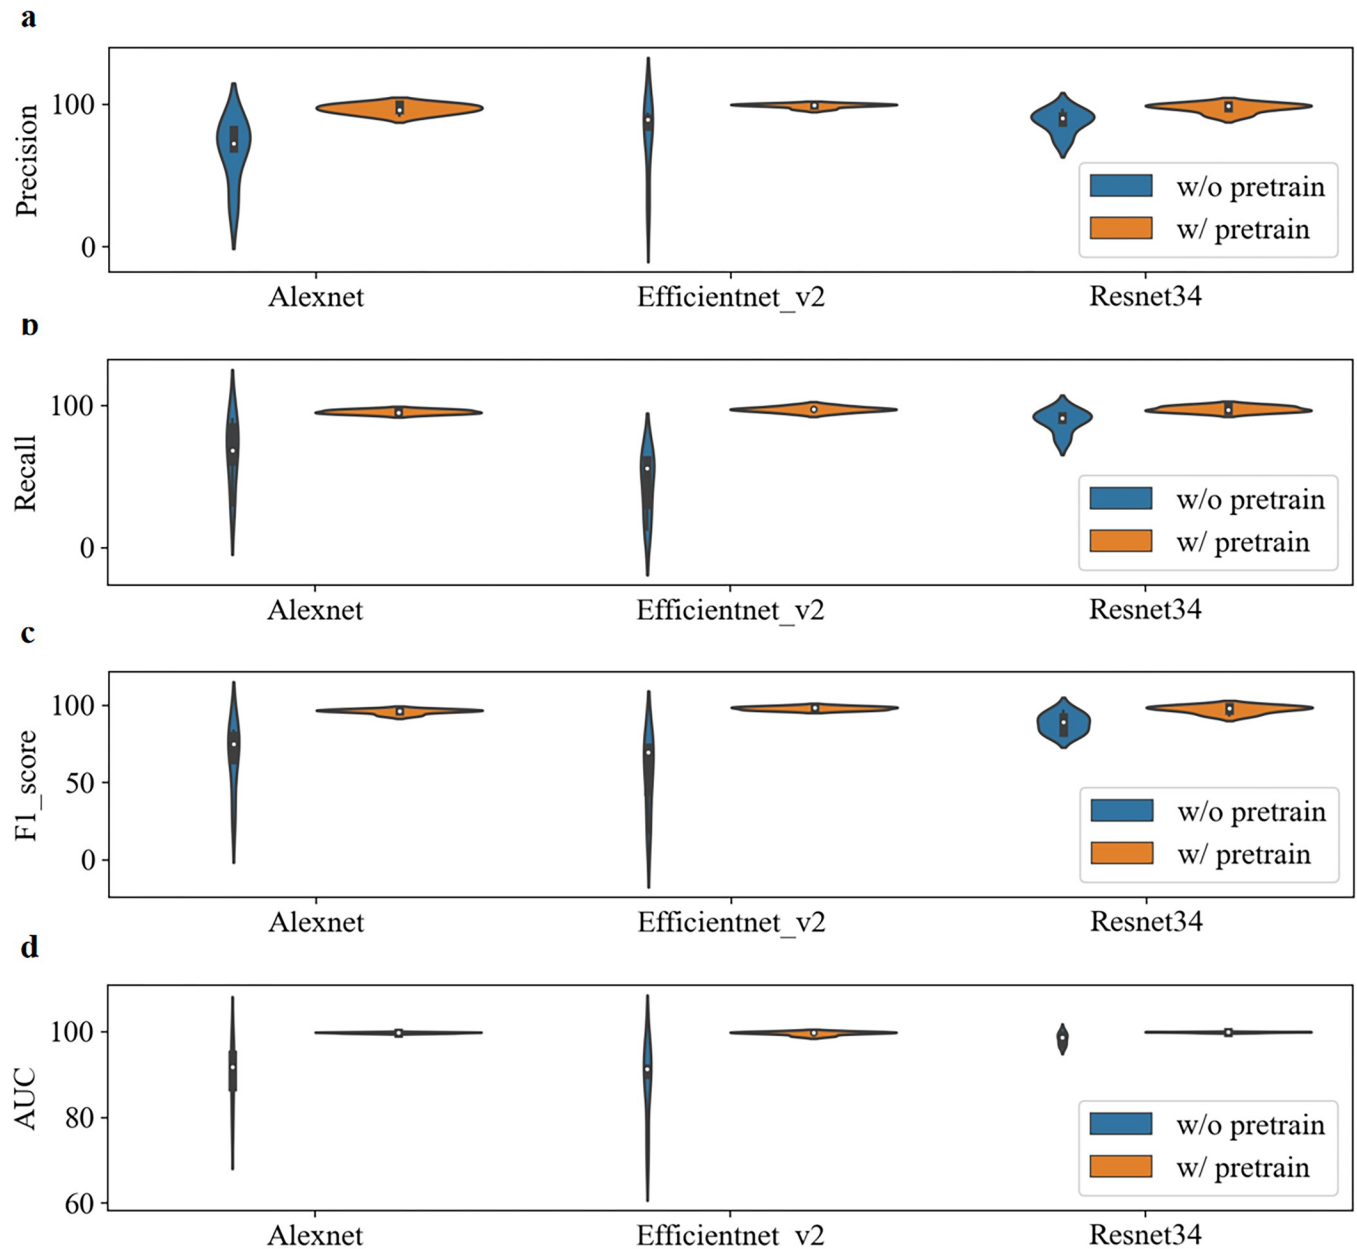 a
100
Precision
0
w/o pretrain
w/ pretrain
Alexnet Efficientnet_v2 Resnet34
b
100
Recall
0
w/o pretrain
w/ pretrain
Alexnet Efficientnet_v2 Resnet34
c
100
50
F1_score
0
w/o pretrain
w/ pretrain
Alexnet Efficientnet_v2 Resnet34
d
100
AUC
80
60
w/o pretrain
w/ pretrain
Alexnet Efficientnet_v2 Resnet34